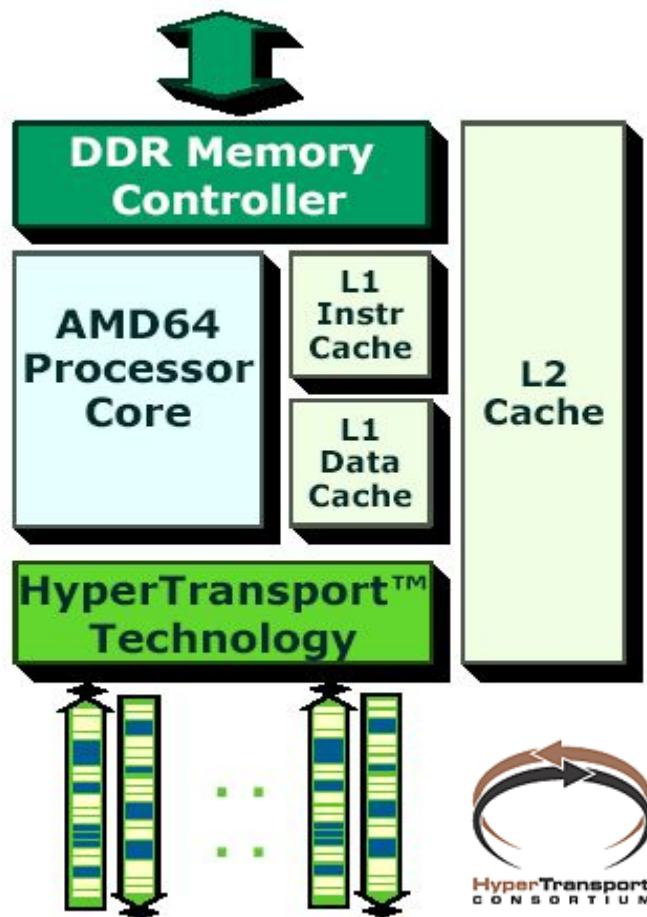 DDR Memory
Controller
AMD64
Processor
Core
L1
Instr
Cache
L1
Data
Cache
L2
Cache
HyperTransport™
Technology
HyperTransport
CONSORTIUM